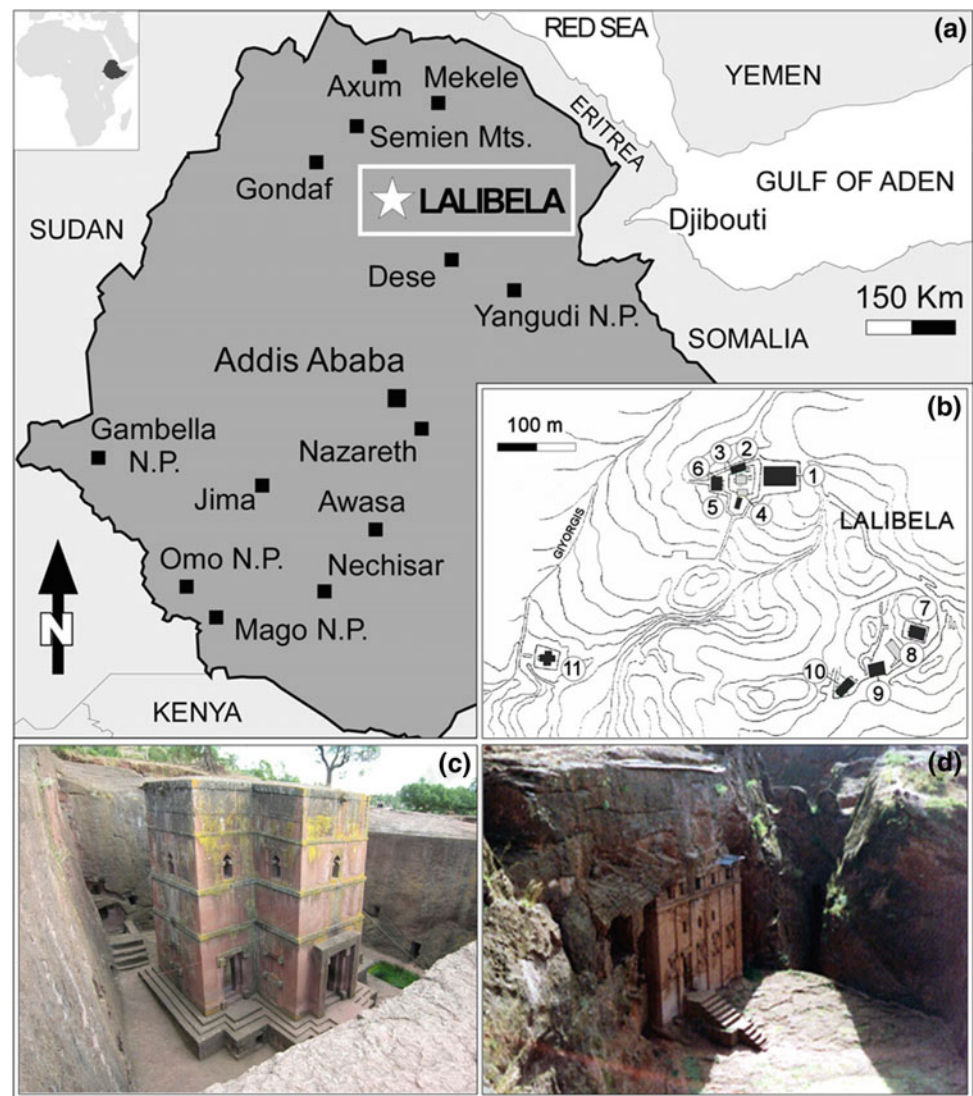 (a)
RED SEA
YEMEN
Axum
Mekele
ERITREA
Semien Mts.
Gondaf
GULF OF ADEN
LALIBELA
SUDAN
Djibouti
Dese
150 Km
Yangudi N.P.
SOMALIA
Addis Ababa
(b)
100 m
Gambella
N.P.
Nazareth
3
2
6
1
Jima
Awasa
5
4
LALIBELA
GIYORGIS
Omo N.P.
Nechisar
N
Mago N.P.
7
8
11
10
9
KENYA
(c)
(d)